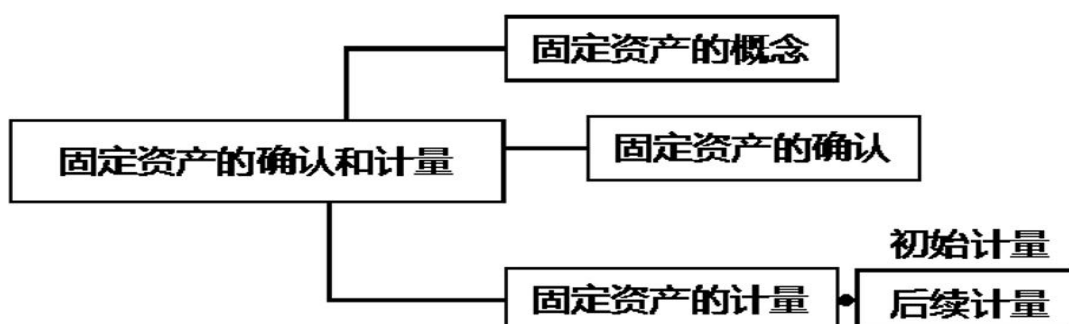 固定资产的概念
固定资产的确认和计量
固定资产的确认
初始计量
固定资产的计量
后续计量